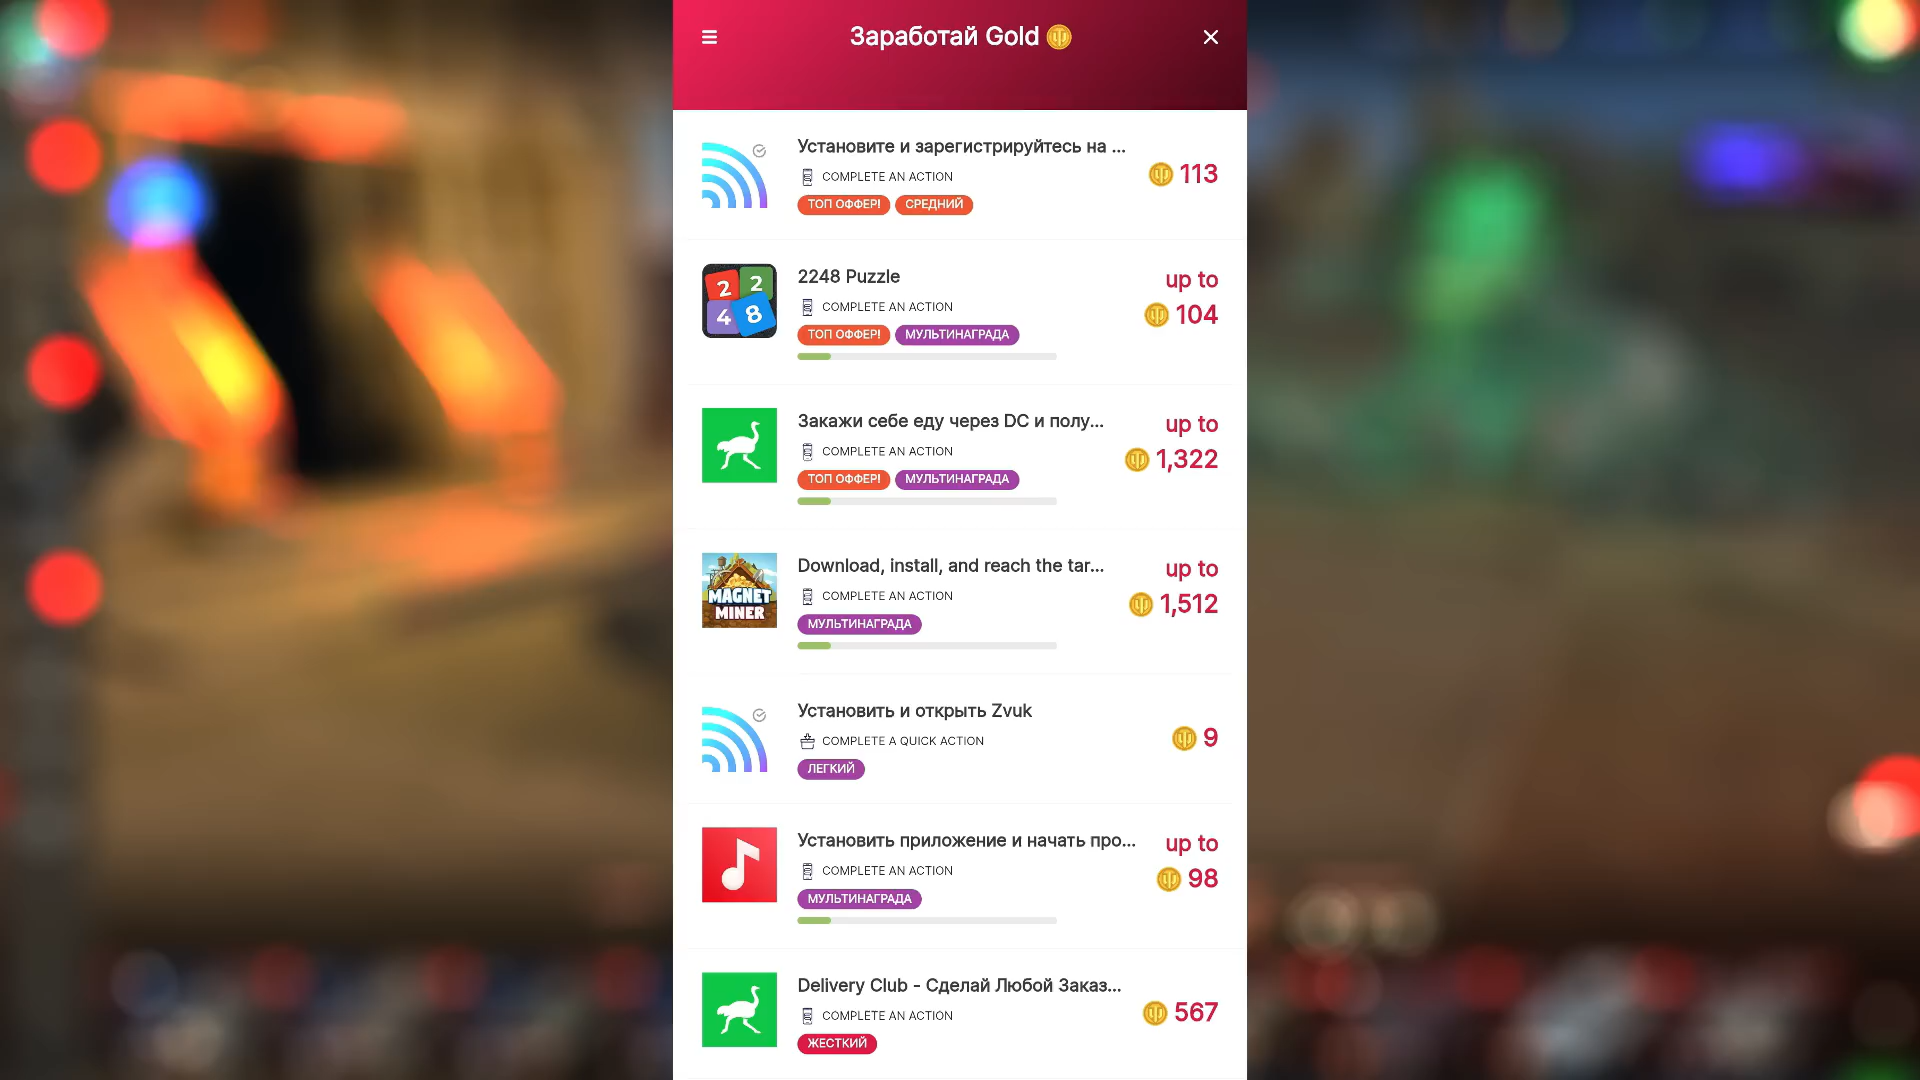 Заработай Gold
Установите и зарегистрируйтесь на ...
COMPLETE AN ACTION
113
ТОП ОФФЕР!
СРЕДНИЙ
2 2 4 8
2248 Puzzle
COMPLETE AN ACTION
up to
104
ТОП ОФФЕР!
МУЛЬТИНАГРАДА
Закажи себе еду через DC и полу...
COMPLETE AN ACTION
up to
1,322
ТОП ОФФЕР!
МУЛЬТИНАГРАДА
MAGNET
MINER
Download, install, and reach the tar...
COMPLETE AN ACTION
up to
1,512
МУЛЬТИНАГРАДА
Установить и открыть Zvuk
COMPLETE A QUICK ACTION
9
ЛЕГКИЙ
Установить приложение и начать про...
COMPLETE AN ACTION
up to
98
МУЛЬТИНАГРАДА
Delivery Club - Сделай Любой Заказ...
COMPLETE AN ACTION
567
ЖЕСТКИЙ